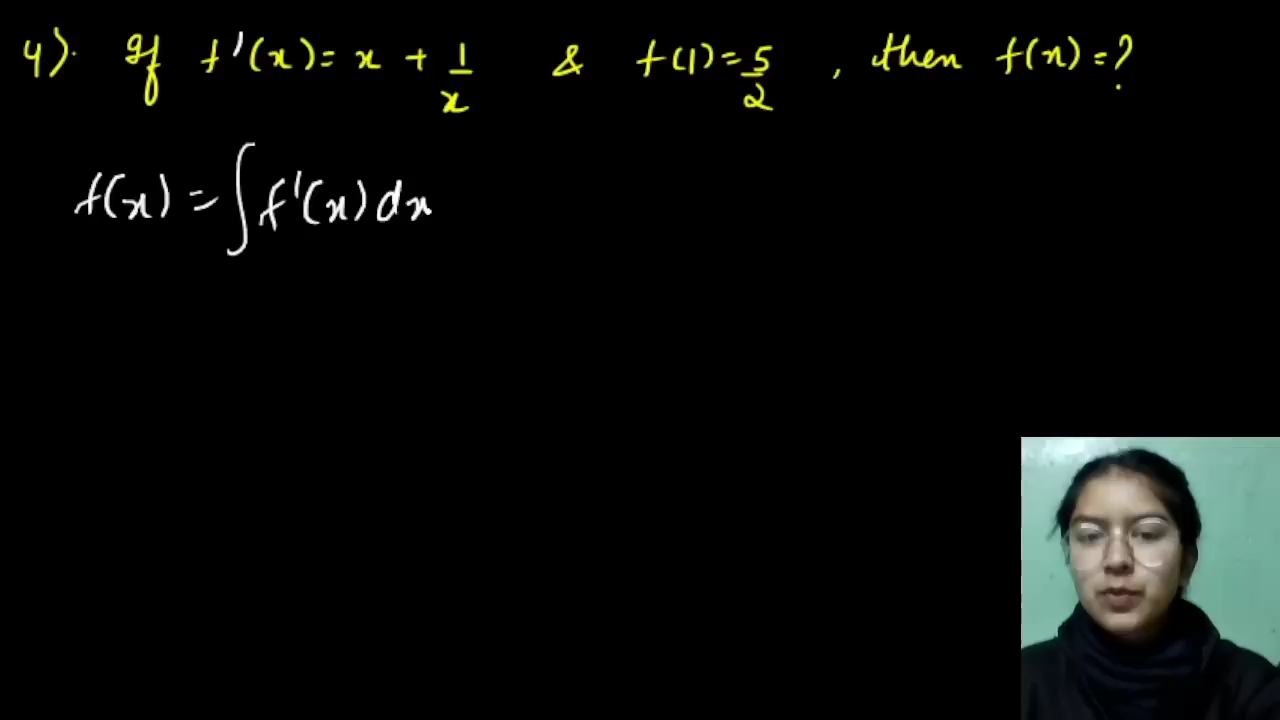 4). If f'(x) = x + 1/x & f(1) = 5/2 , then f(x) = ?
f(x) = ∫ f'(x) dx